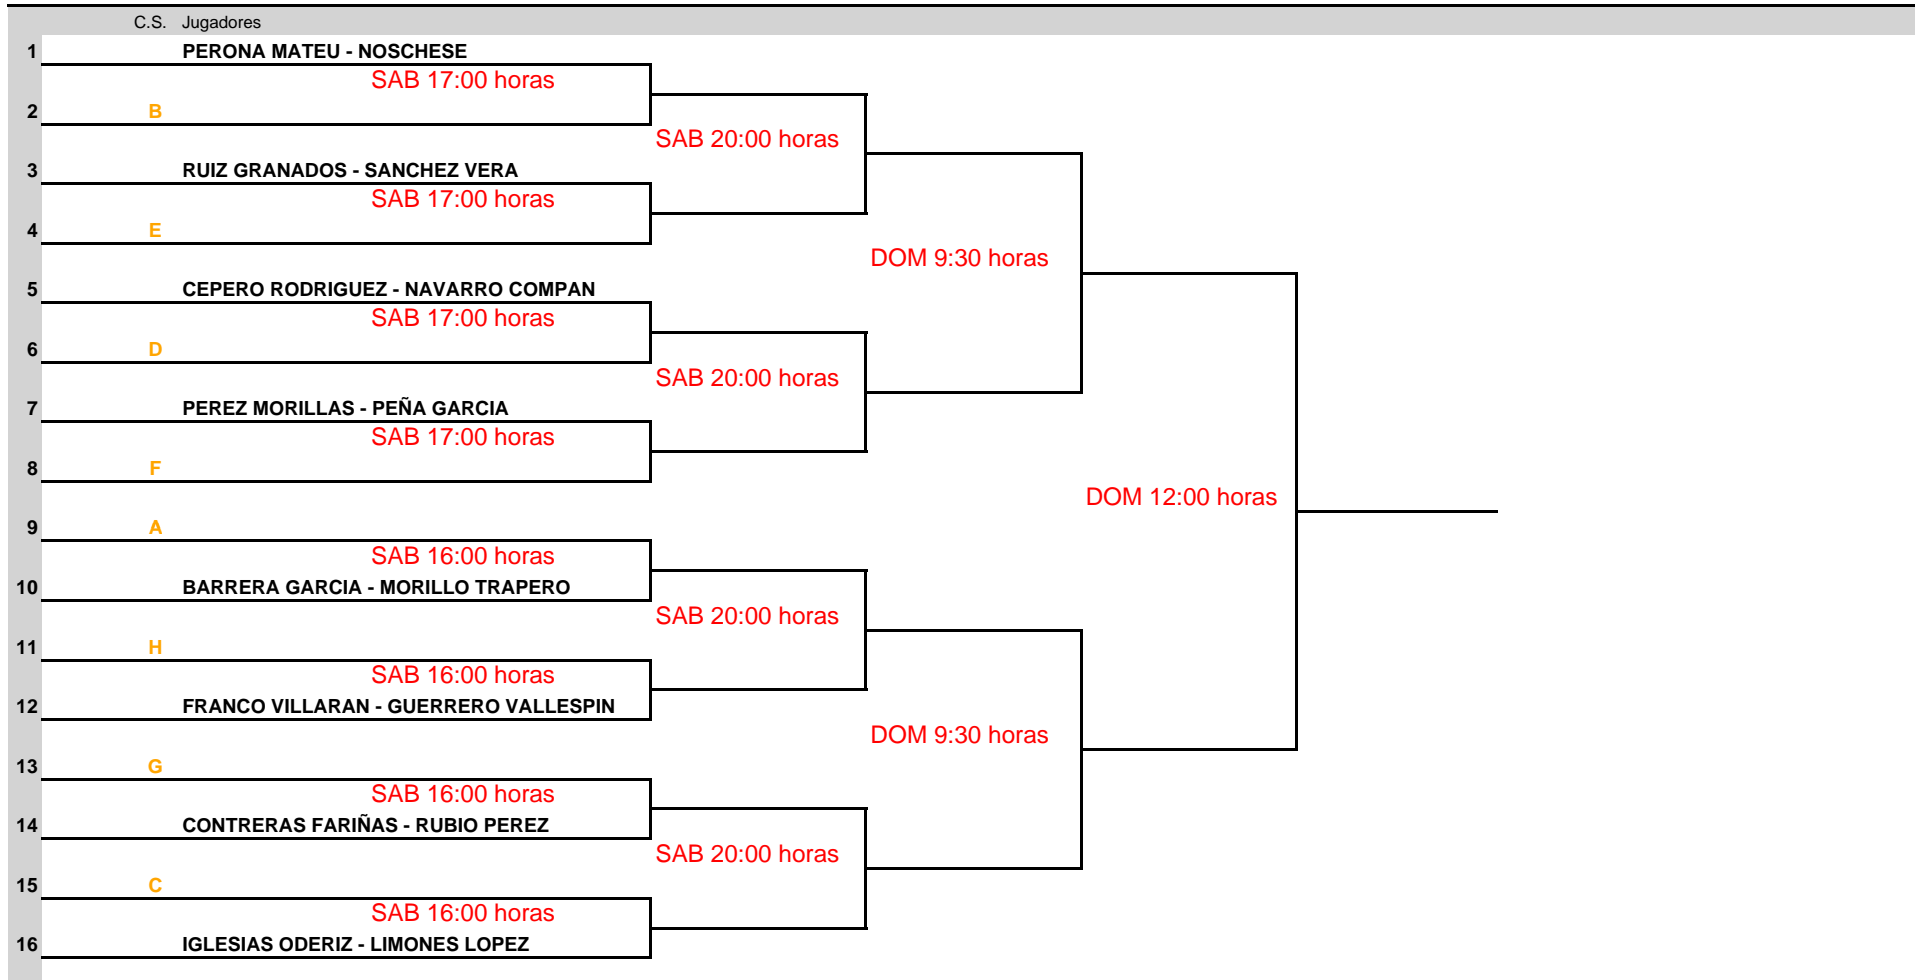 C.S. Jugadores
1 PERONA MATEU - NOSCHESE
SAB 17:00 horas
2 B
SAB 20:00 horas
3 RUIZ GRANADOS - SANCHEZ VERA
SAB 17:00 horas
4 E
DOM 9:30 horas
5 CEPERO RODRIGUEZ - NAVARRO COMPAN
SAB 17:00 horas
6 D
SAB 20:00 horas
7 PEREZ MORILLAS - PEÑA GARCIA
SAB 17:00 horas
8 F
DOM 12:00 horas
9 A
SAB 16:00 horas
10 BARRERA GARCIA - MORILLO TRAPERO
SAB 20:00 horas
11 H
SAB 16:00 horas
12 FRANCO VILLARAN - GUERRERO VALLESPIN
DOM 9:30 horas
13 G
SAB 16:00 horas
14 CONTRERAS FARIÑAS - RUBIO PEREZ
SAB 20:00 horas
15 C
SAB 16:00 horas
16 IGLESIAS ODERIZ - LIMONES LOPEZ